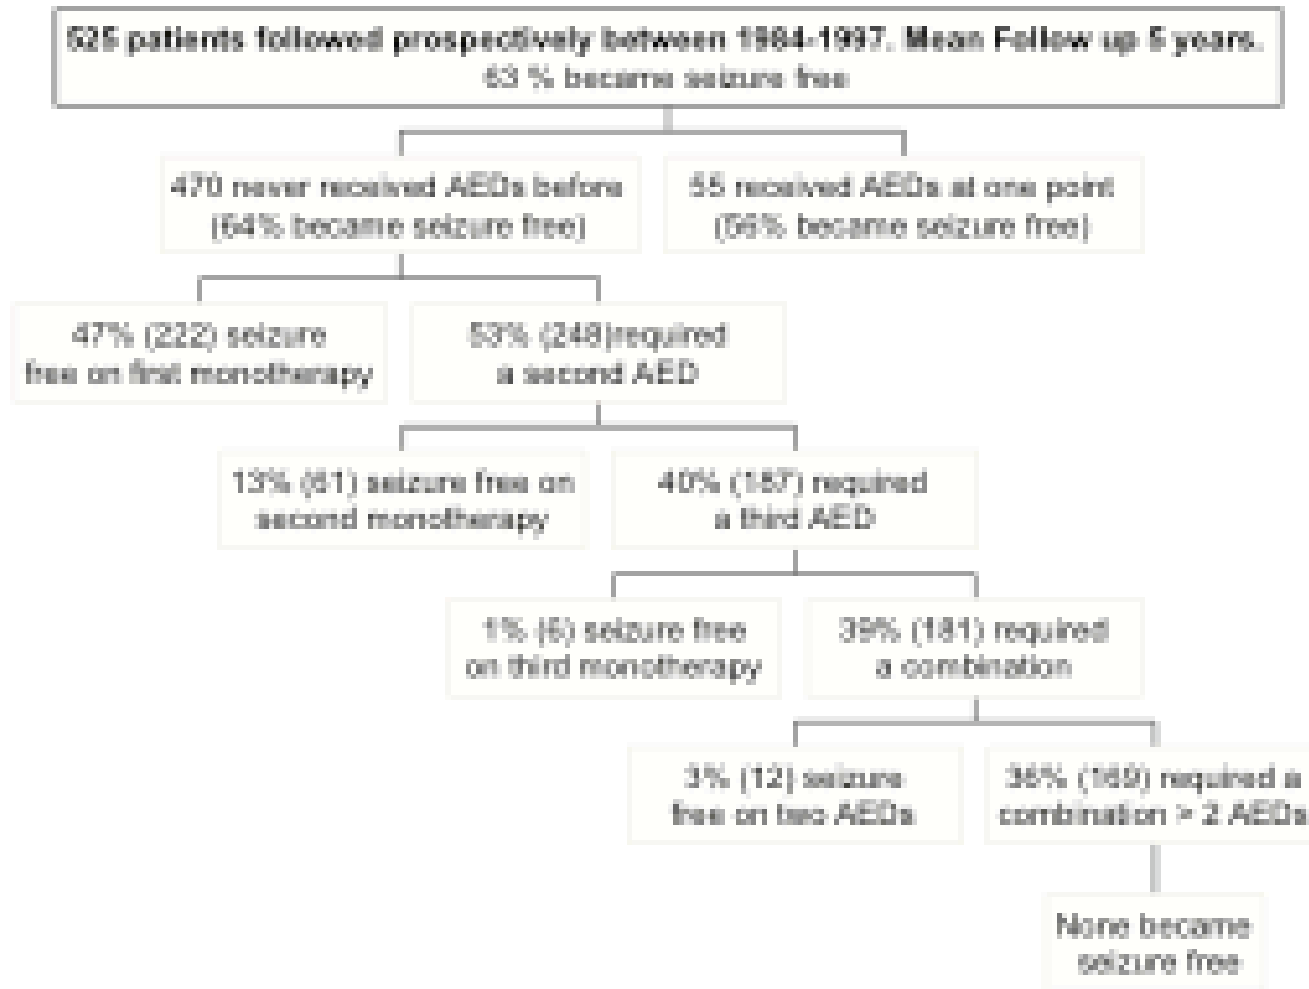 525 patients followed prospectively between 1984-1997. Mean Follow up 5 years.
63 % became seizure free
470 never received AEDs before
(64% became seizure free)
55 received AEDs at one point
(56% became seizure free)
47% (222) seizure
free on first monotherapy
53% (248)required
a second AED
13% (61) seizure free on
second monotherapy
40% (187) required
a third AED
1% (6) seizure free
on third monotherapy
39% (181) required
a combination
3% (12) seizure
free on two AEDs
36% (169) required a
combination > 2 AEDs
None became
seizure free